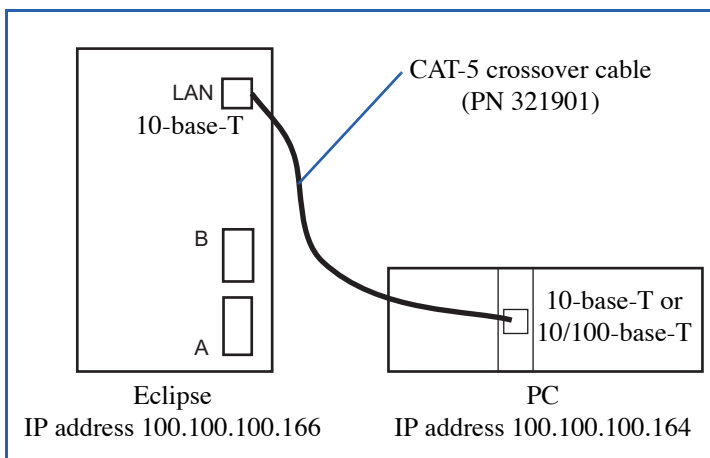 CAT-5 crossover cable
(PN 321901)
LAN
10-base-T
B
A
10-base-T or
10/100-base-T
Eclipse
IP address 100.100.100.166
PC
IP address 100.100.100.164